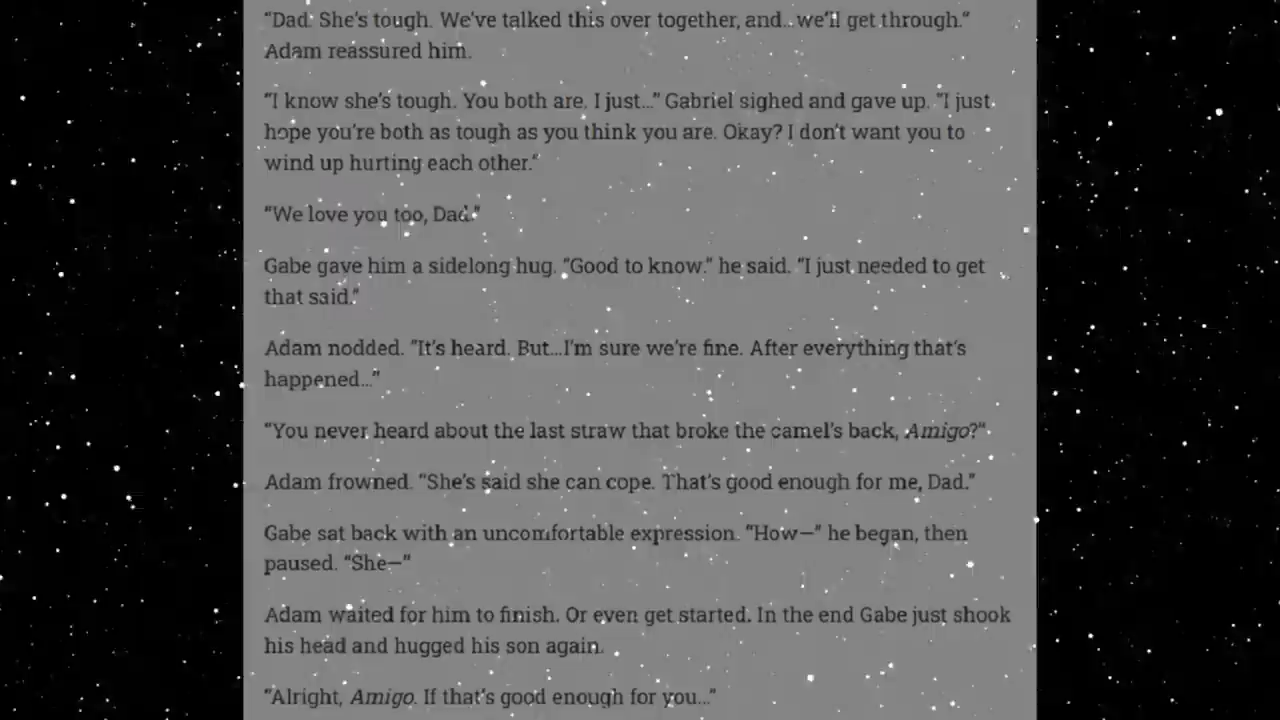 “Dad. She’s tough. We’ve talked this over together, and...we’ll get through.”
Adam reassured him.
“I know she’s tough. You both are. I just...” Gabriel sighed and gave up. “I just
hope you’re both as tough as you think you are. Okay? I don’t want you to
wind up hurting each other.”
“We love you too, Dad.”
Gabe gave him a sidelong hug. “Good to know.” he said. “I just needed to get
that said.”
Adam nodded. “It’s heard. But...I’m sure we’re fine. After everything that’s
happened...”
“You never heard about the last straw that broke the camel’s back, Amigo?”
Adam frowned. “She’s said she can cope. That’s good enough for me, Dad.”
Gabe sat back with an uncomfortable expression. “How—” he began, then
paused. “She—”
Adam waited for him to finish. Or even get started. In the end Gabe just shook
his head and hugged his son again.
“Alright, Amigo. If that’s good enough for you...”